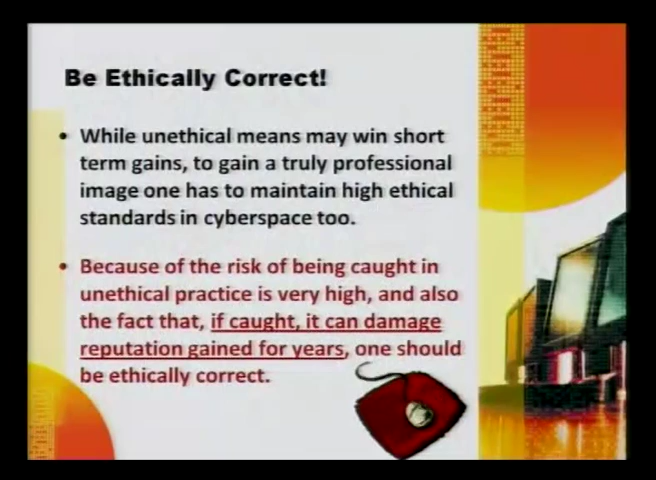 Be Ethically Correct!
• While unethical means may win short
term gains, to gain a truly professional
image one has to maintain high ethical
standards in cyberspace too.
• Because of the risk of being caught in
unethical practice is very high, and also
the fact that, if caught, it can damage
reputation gained for years, one should
be ethically correct.